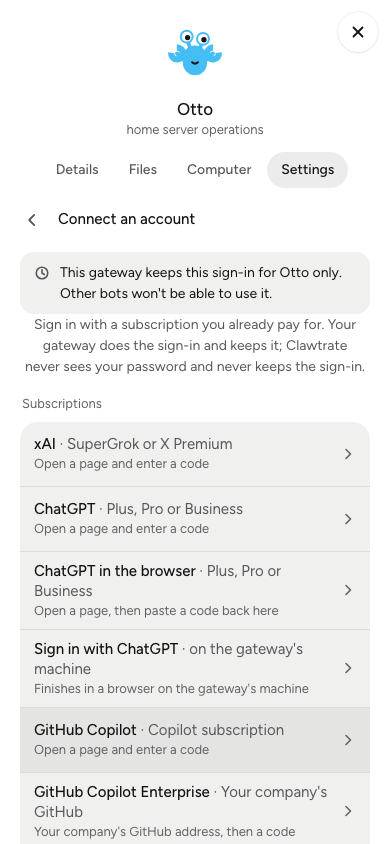 Otto
home server operations
Details Files Computer Settings
Connect an account
This gateway keeps this sign-in for Otto only.
Other bots won't be able to use it.
Sign in with a subscription you already pay for. Your
gateway does the sign-in and keeps it; Clawtrate
never sees your password and never keeps the sign-in.
Subscriptions
xAI · SuperGrok or X Premium
Open a page and enter a code
ChatGPT · Plus, Pro or Business
Open a page and enter a code
ChatGPT in the browser · Plus, Pro or
Business
Open a page, then paste a code back here
Sign in with ChatGPT · on the gateway's
machine
Finishes in a browser on the gateway's machine
GitHub Copilot · Copilot subscription
Open a page and enter a code
GitHub Copilot Enterprise · Your company's
GitHub
Your company's GitHub address, then a code